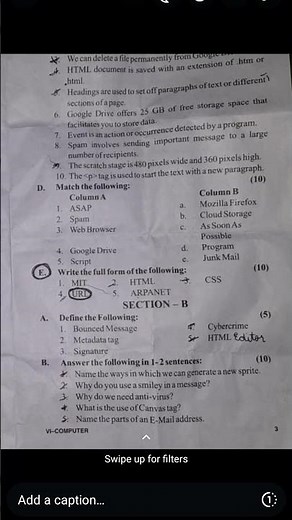 We can delete a file permanently from Google
HTML document is saved with an extension of .htm or
.html.
Headings are used to set off paragraphs of text or different
sections of a page.
6. Google Drive offers 25 GB of free storage space that
facilitates you to store data.
7. Event is an action or occurrence detected by a program.
8. Spam involves sending important message to a large
number of recipients.
The scratch stage is 480 pixels wide and 360 pixels high.
10. The <p> tag is used to start the text with a new paragraph.
D. Match the following: (10)
Column A Column B
1. ASAP a. Mozilla Firefox
2. Spam b. Cloud Storage
3. Web Browser c. As Soon As
Possible
4. Google Drive d. Program
5. Script e. Junk Mail
E. Write the full form of the following: (10)
1. MIT 2. HTML 3. CSS
4. URL 5. ARPANET
SECTION – B
A. Define the Following: (5)
1. Bounced Message Cybercrime
2. Metadata tag HTML Editor
3. Signature
B. Answer the following in 1-2 sentences: (10)
1. Name the ways in which we can generate a new sprite.
2. Why do you use a smiley in a message?
3. Why do we need anti-virus?
4. What is the use of Canvas tag?
5. Name the parts of an E-Mail address.
VI–COMPUTER 3
Swipe up for filters
Add a caption...
1